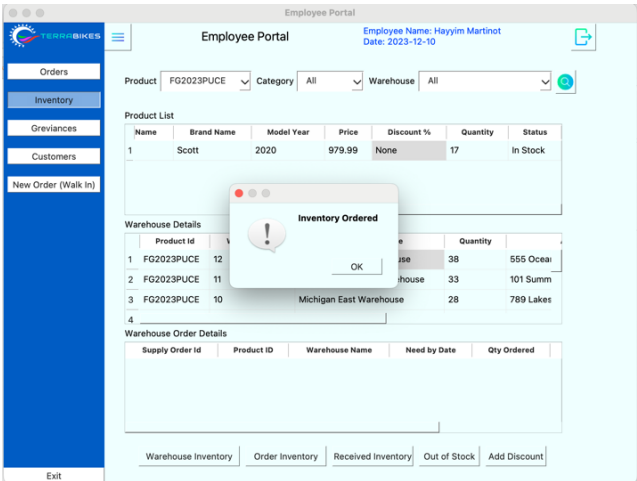 Employee Portal
TERRABIKES
Employee Portal
Employee Name: Hayyim Martinot
Date: 2023-12-10
Orders
Inventory
Greviances
Customers
New Order (Walk In)
Exit
Product FG2023PUCE Category All Warehouse All
Product List
Name Brand Name Model Year Price Discount % Quantity Status
1 Scott 2020 979.99 None 17 In Stock
Inventory Ordered
OK
Warehouse Details
Product Id Quantity
1 FG2023PUCE 12 38 555 Ocean
2 FG2023PUCE 11 33 101 Summ
3 FG2023PUCE 10 Michigan East Warehouse 28 789 Lakes
4
Warehouse Order Details
Supply Order Id Product ID Warehouse Name Need by Date Qty Ordered
Warehouse Inventory Order Inventory Received Inventory Out of Stock Add Discount